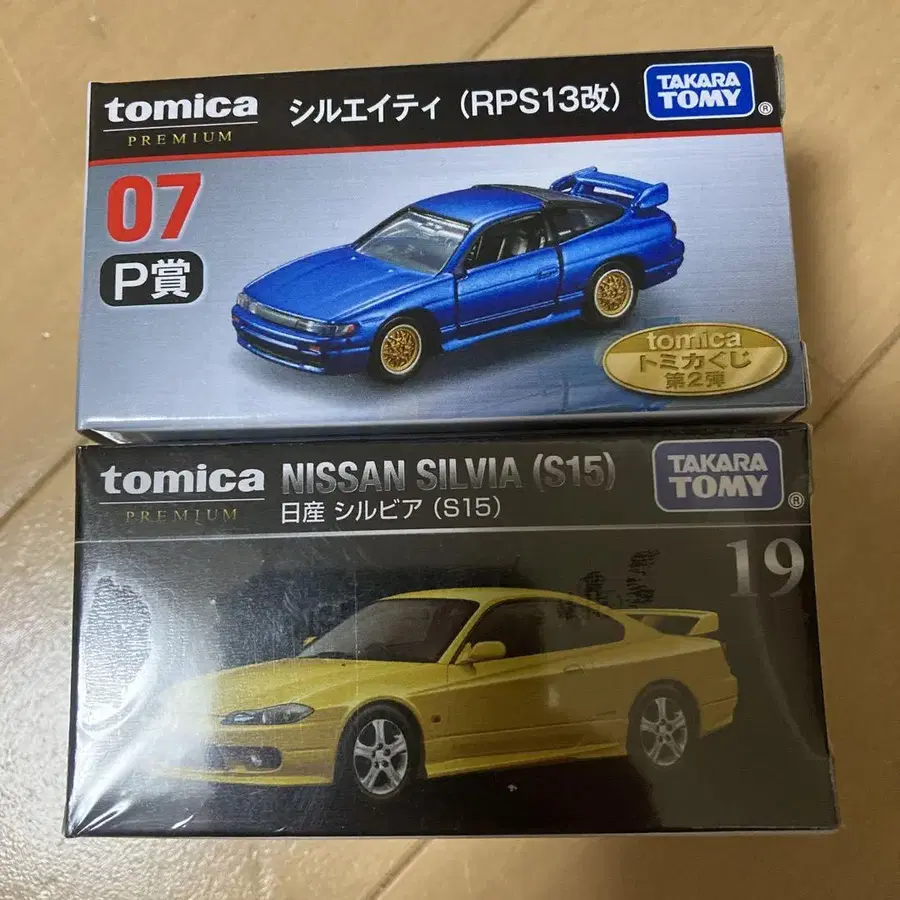 tomica
PREMIUM
シルエイティ（RPS13改）
TAKARA
TOMY
®
07
P賞
tomica
トミカくじ
第2弾
tomica
PREMIUM
NISSAN SILVIA (S15)
日産 シルビア（S15）
TAKARA
TOMY
®
19